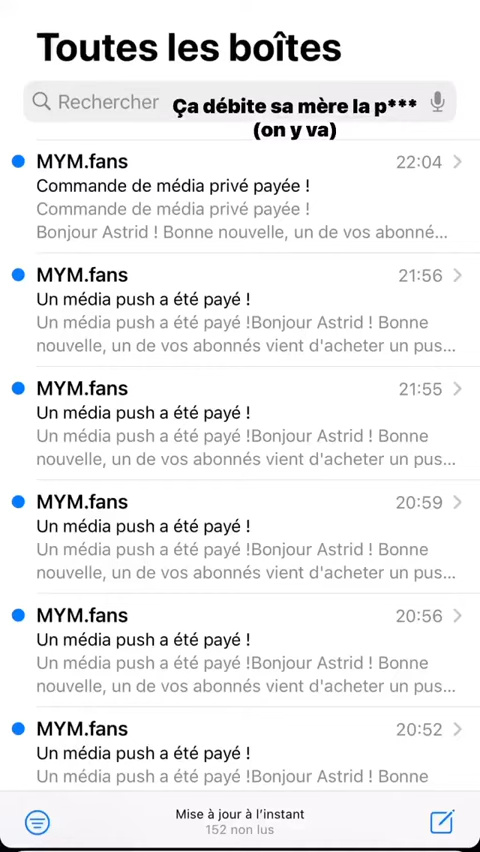 Toutes les boîtes
Rechercher
Ça débite sa mère la p***
(on y va)
MYM.fans 22:04
Commande de média privé payée !
Commande de média privé payée !
Bonjour Astrid ! Bonne nouvelle, un de vos abonné...
MYM.fans 21:56
Un média push a été payé !
Un média push a été payé !Bonjour Astrid ! Bonne
nouvelle, un de vos abonnés vient d'acheter un pus...
MYM.fans 21:55
Un média push a été payé !
Un média push a été payé !Bonjour Astrid ! Bonne
nouvelle, un de vos abonnés vient d'acheter un pus...
MYM.fans 20:59
Un média push a été payé !
Un média push a été payé !Bonjour Astrid ! Bonne
nouvelle, un de vos abonnés vient d'acheter un pus...
MYM.fans 20:56
Un média push a été payé !
Un média push a été payé !Bonjour Astrid ! Bonne
nouvelle, un de vos abonnés vient d'acheter un pus...
MYM.fans 20:52
Un média push a été payé !
Un média push a été payé !Bonjour Astrid ! Bonne
Mise à jour à l'instant
152 non lus